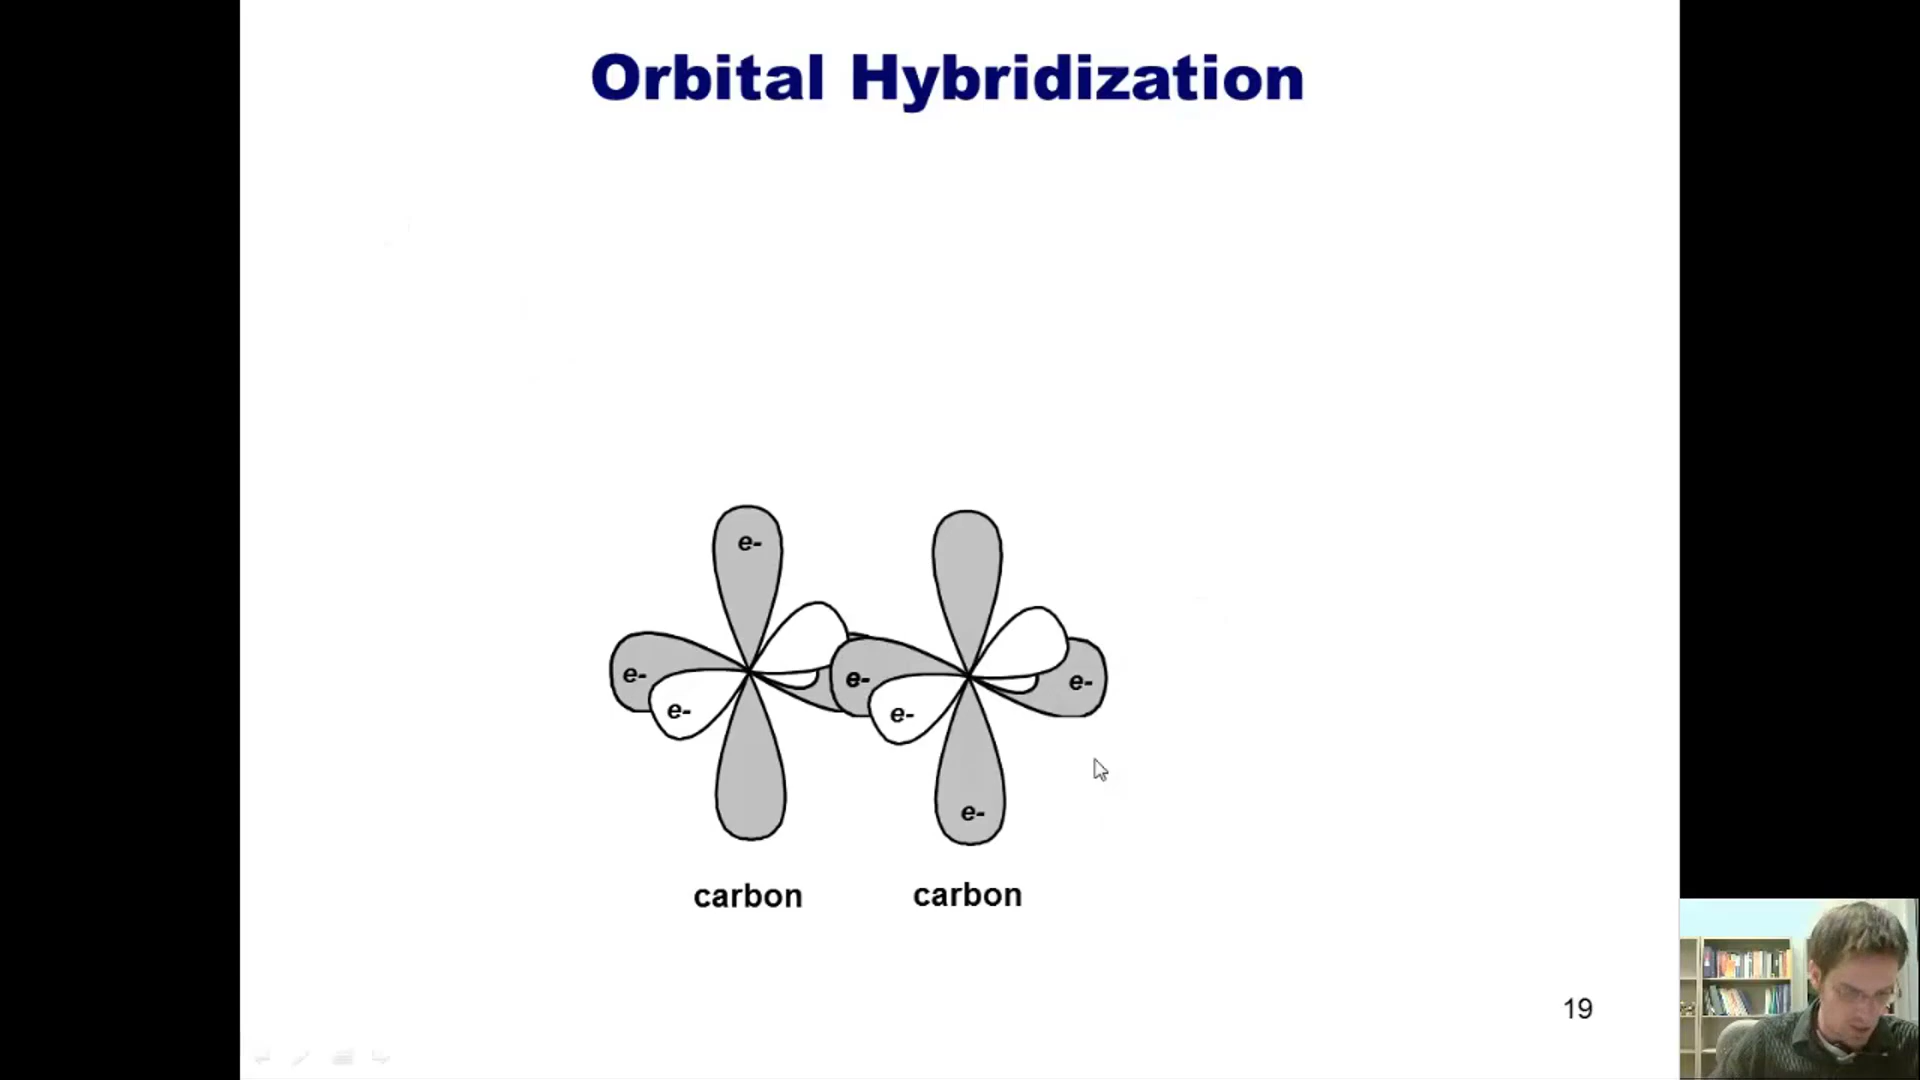 Orbital Hybridization
e-
e- e- e-
e- e-
e-
carbon carbon
19